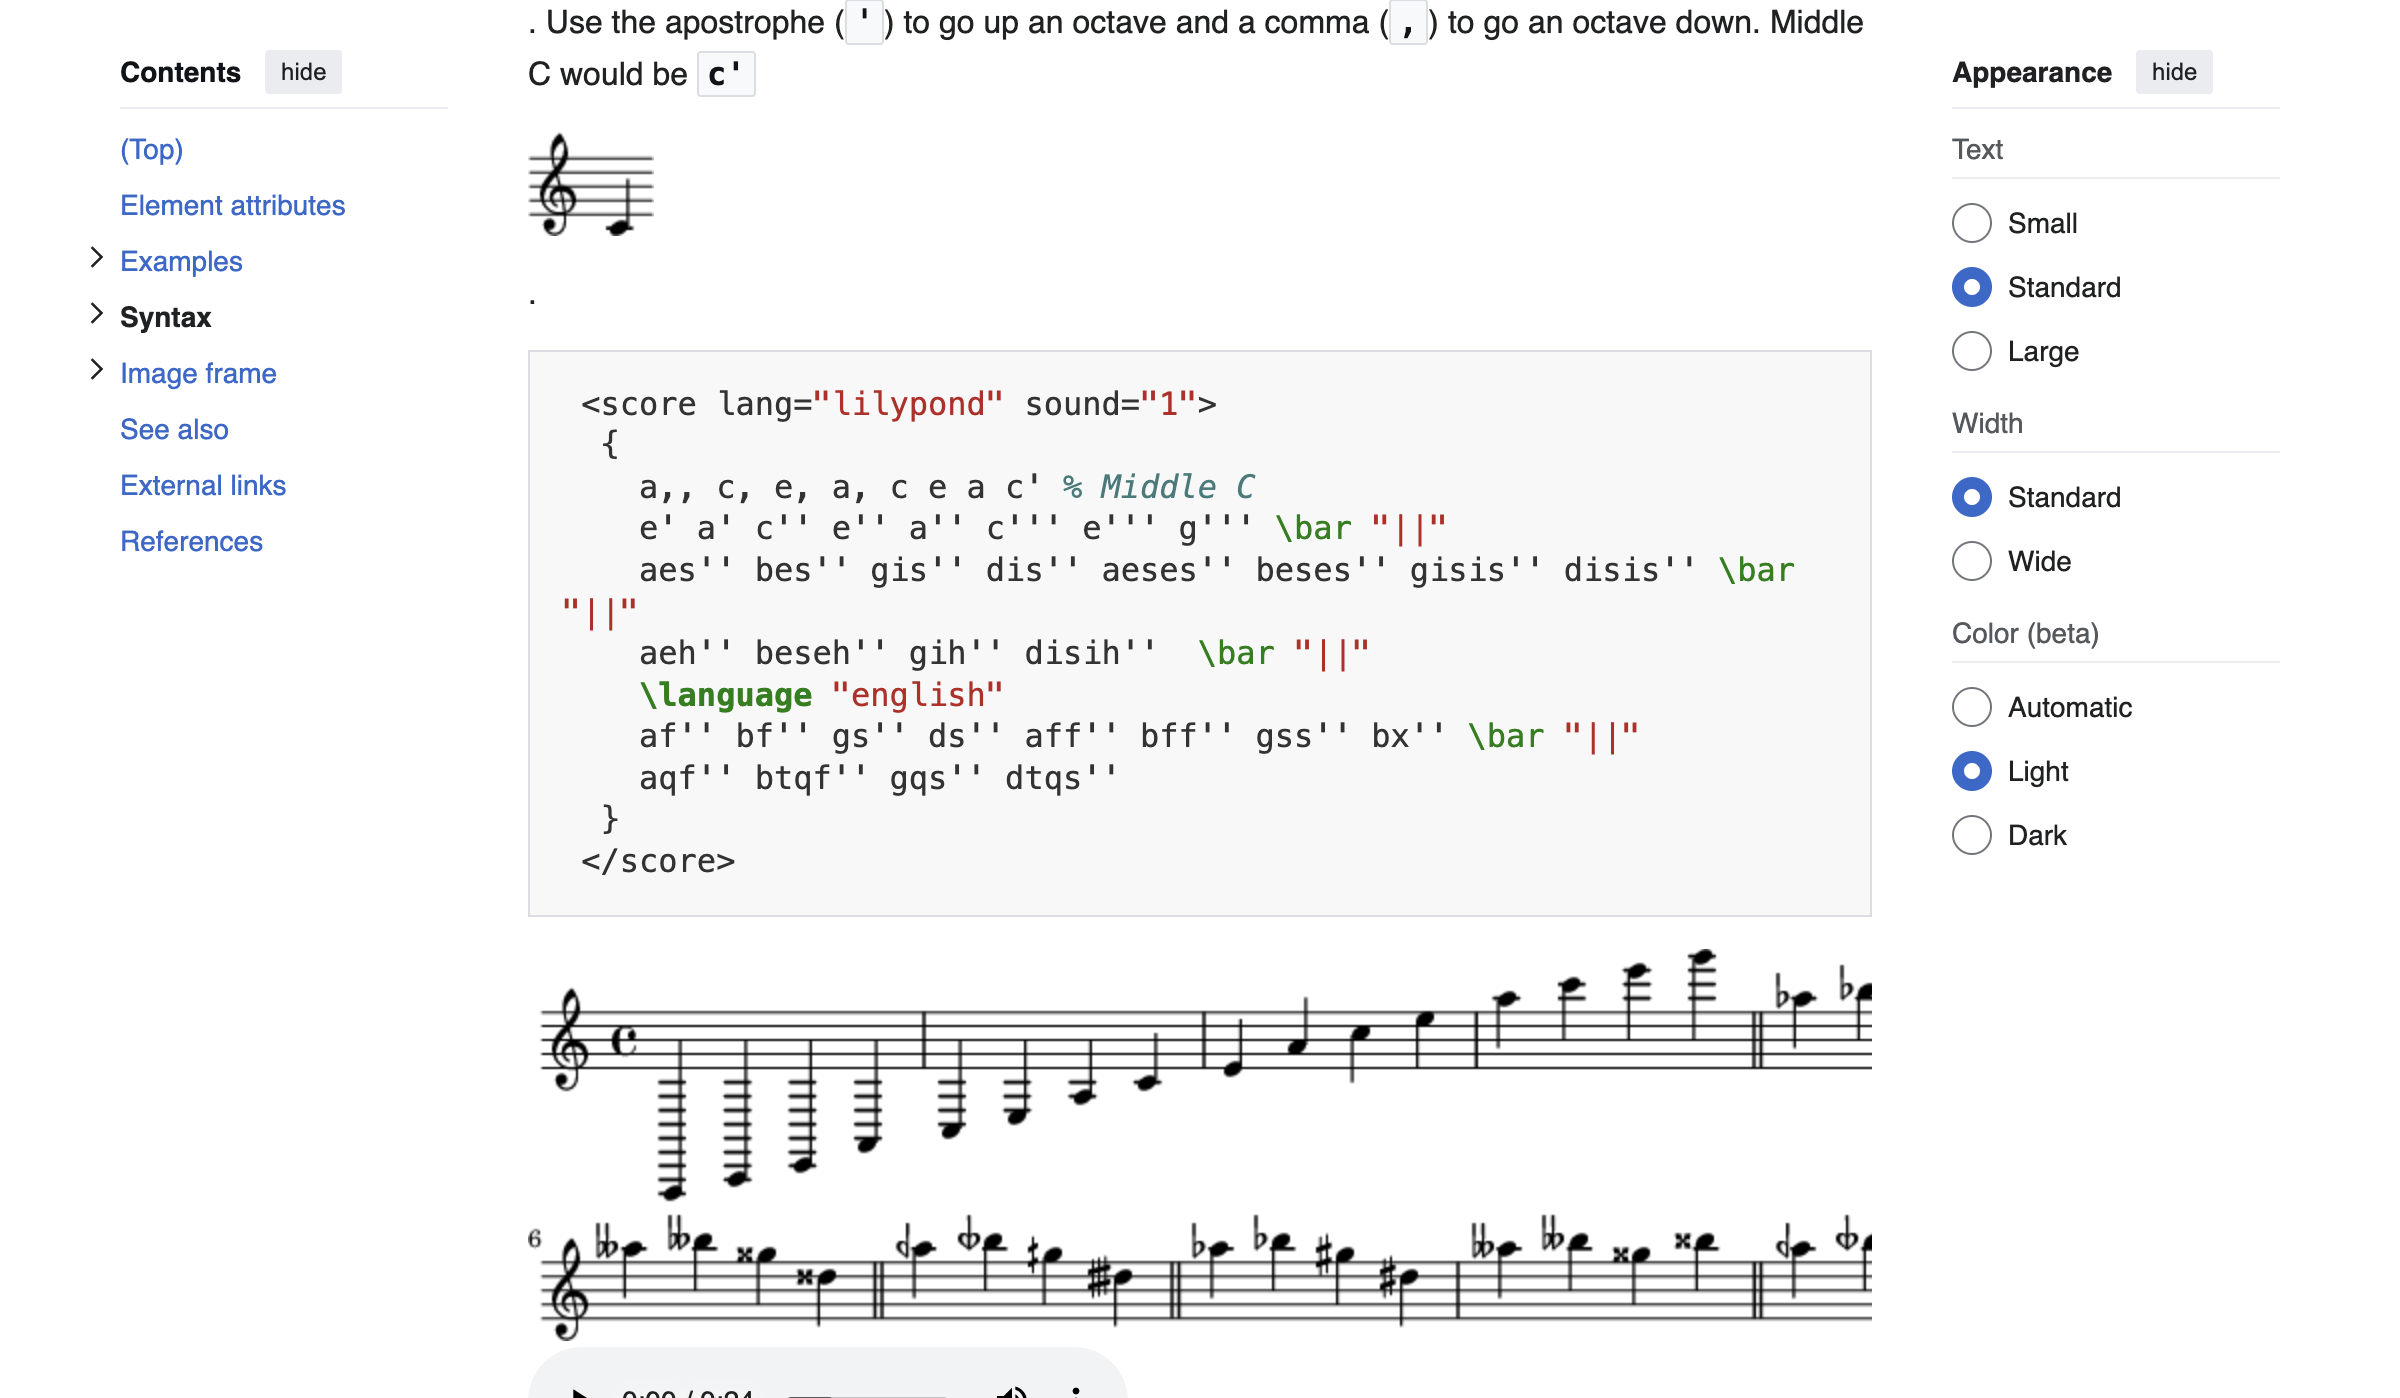 . Use the apostrophe (') to go up an octave and a comma (,) to go an octave down. Middle
C would be c'
.
Contents hide
(Top)
Element attributes
Examples
Syntax
Image frame
See also
External links
References
<score lang="lilypond" sound="1">
{
a,, c, e, a, c e a c' % Middle C
e' a' c'' e'' a'' c''' e''' g''' \bar "||"
aes'' bes'' gis'' dis'' aeses'' beses'' gisis'' disis'' \bar
"||"
aeh'' beseh'' gih'' disih''  \bar "||"
\language "english"
af'' bf'' gs'' ds'' aff'' bff'' gss'' bx'' \bar "||"
aqf'' btqf'' gqs'' dtqs''
}
</score>
6
0:00 / 0:24
Appearance hide
Text
Small
Standard
Large
Width
Standard
Wide
Color (beta)
Automatic
Light
Dark